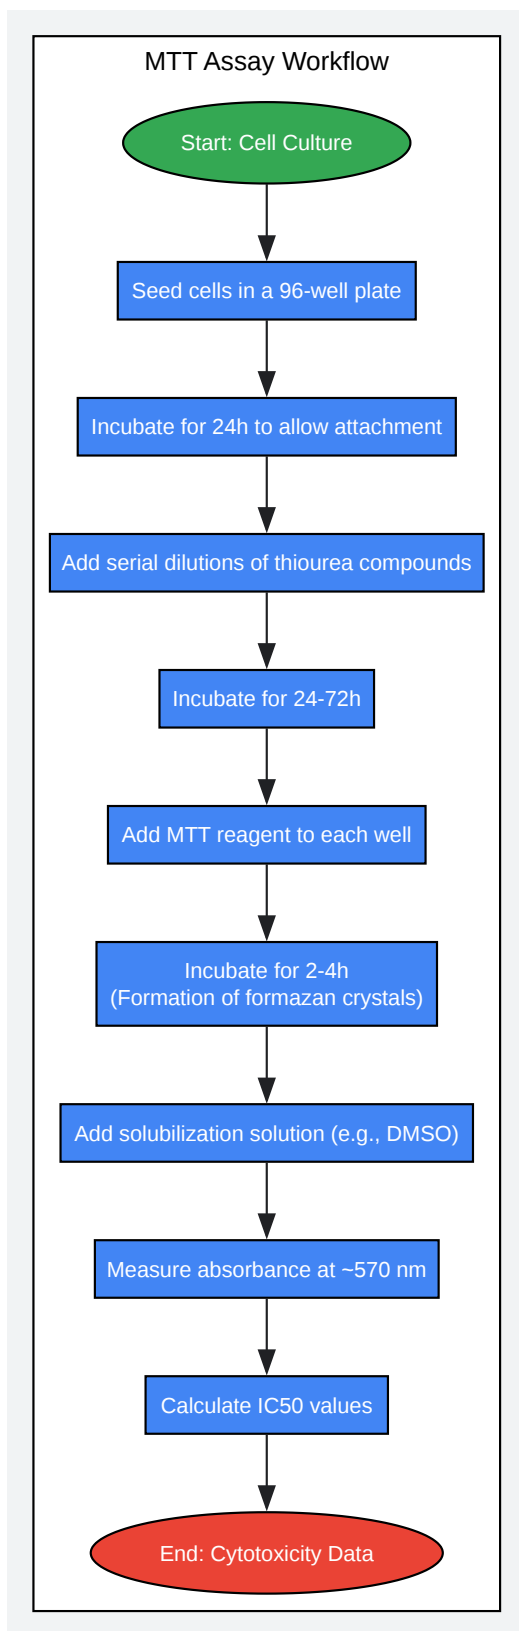 MTT Assay Workflow
Start: Cell Culture
Seed cells in a 96-well plate
Incubate for 24h to allow attachment
Add serial dilutions of thiourea compounds
Incubate for 24-72h
Add MTT reagent to each well
Incubate for 2-4h
(Formation of formazan crystals)
Add solubilization solution (e.g., DMSO)
Measure absorbance at ~570 nm
Calculate IC50 values
End: Cytotoxicity Data